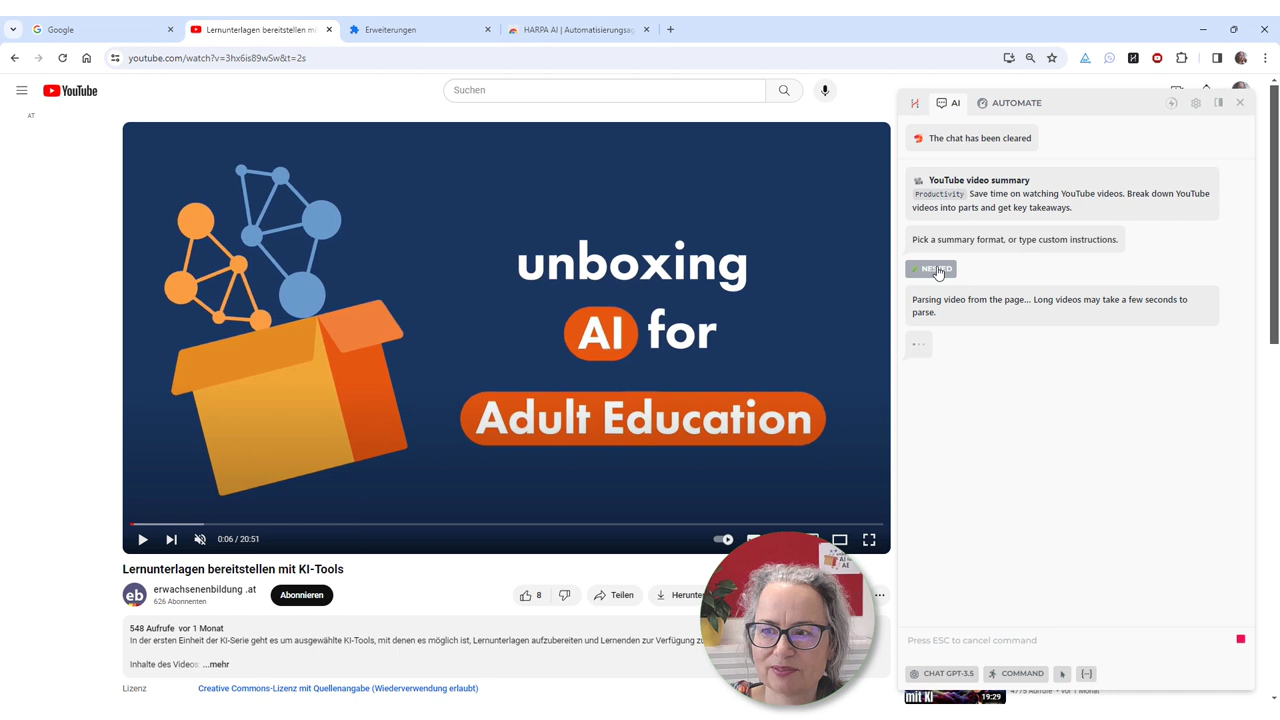 Google
Lernunterlagen bereitstellen mi
Erweiterungen
HARPA AI | Automatisierungsag
youtube.com/watch?v=3hx6is89wSw&t=2s
YouTube
AT
Suchen
unboxing
AI for
Adult Education
0:06 / 20:51
Lernunterlagen bereitstellen mit KI-Tools
erwachsenenbildung .at
626 Abonnenten
eb
Abonnieren
8
Teilen
548 Aufrufe vor 1 Monat
In der ersten Einheit der KI-Serie geht es um ausgewählte KI-Tools, mit denen es möglich ist, Lernunterlagen aufzubereiten und Lernenden zur Verfügung
Inhalte des Videos: ...mehr
Lizenz
Creative Commons-Lizenz mit Quellenangabe (Wiederverwendung erlaubt)
AI
AUTOMATE
The chat has been cleared
YouTube video summary
Productivity Save time on watching YouTube videos. Break down YouTube
videos into parts and get key takeaways.
Pick a summary format, or type custom instructions.
Parsing video from the page... Long videos may take a few seconds to
parse.
Press ESC to cancel command
CHAT GPT-3.5
COMMAND
mit KI
19:29